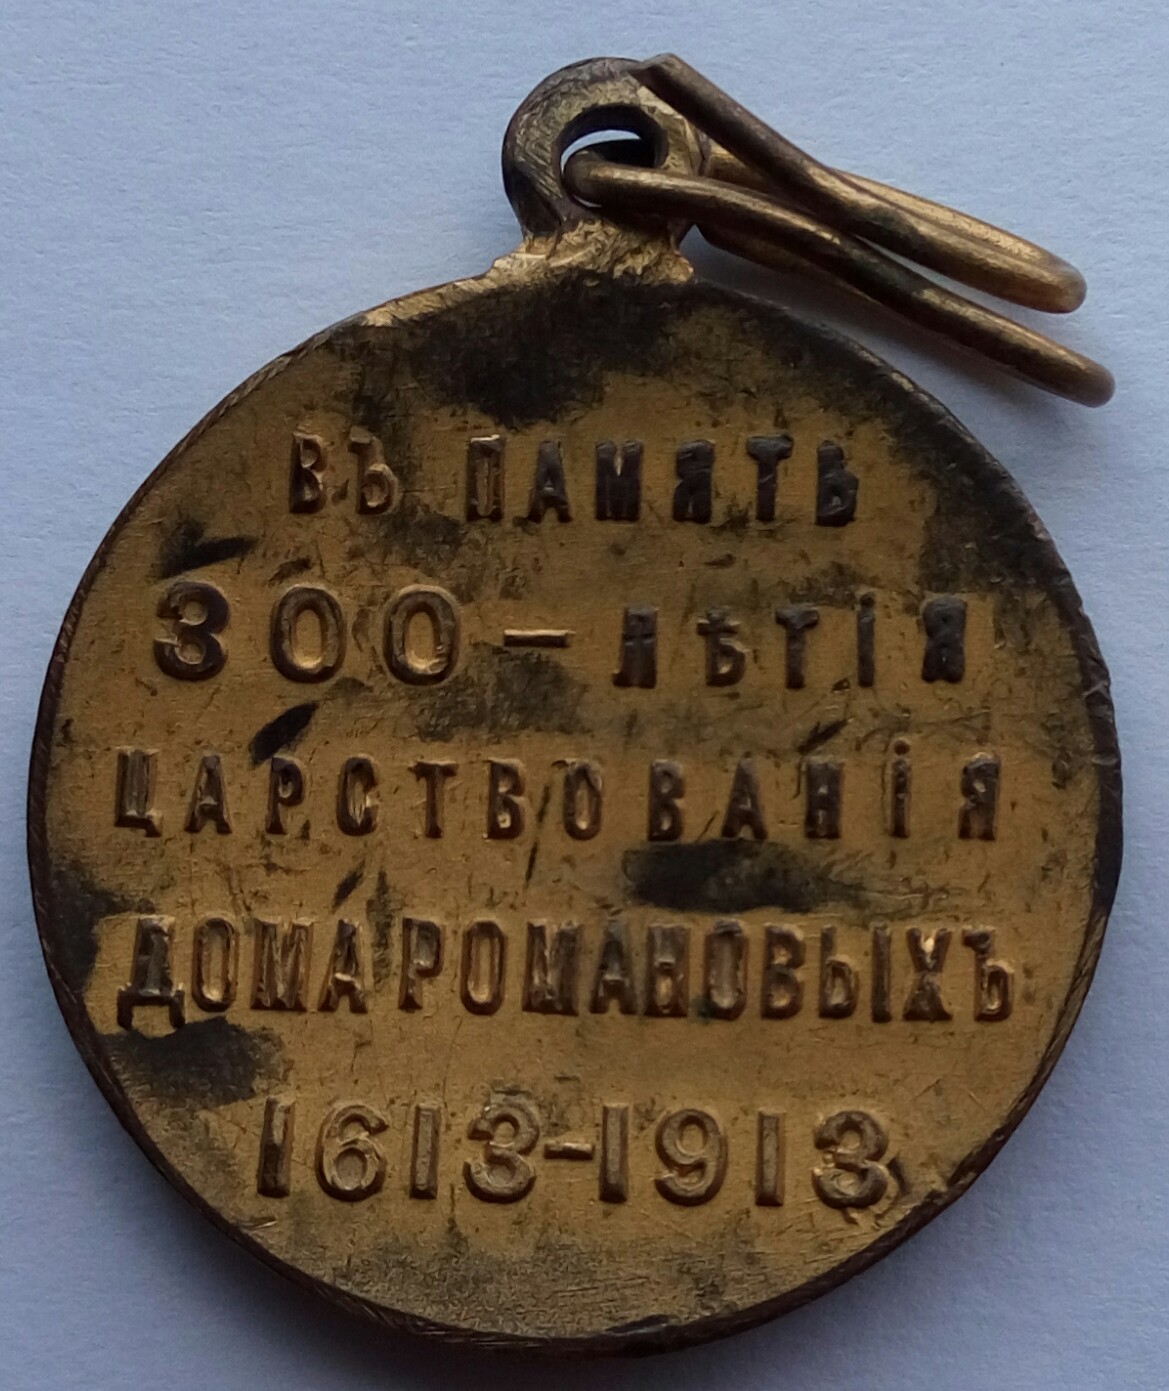 ВЪ ПАМЯТЬ
300-ЛѢТІЯ
ЦАРСТВОВАНІЯ
ДОМА РОМАНОВЫХЪ
1613-1913